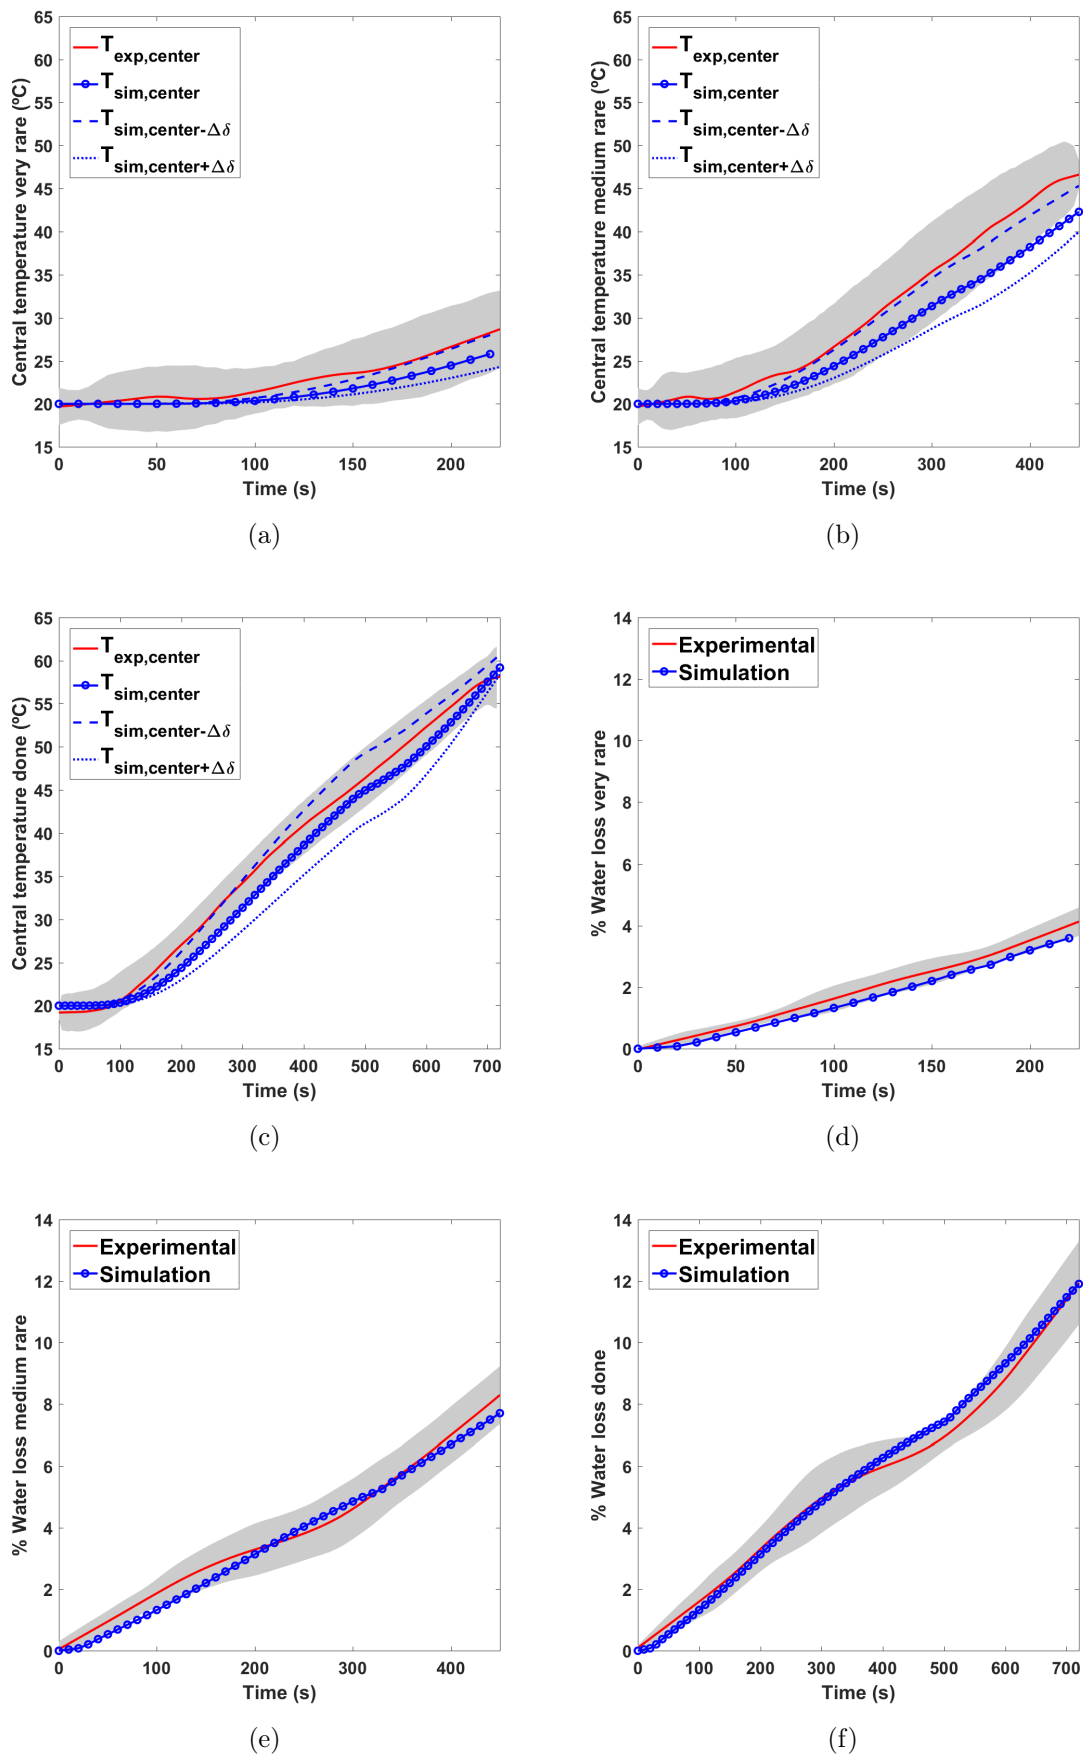 65
60
55
50
45
40
35
30
25
20
15
0 50 100 150 200
Time (s)
Central temperature very rare (ºC)
T exp,center
T sim,center
T sim,center-Δδ
T sim,center+Δδ
(a)
65
60
55
50
45
40
35
30
25
20
15
0 100 200 300 400
Time (s)
Central temperature medium rare (ºC)
T exp,center
T sim,center
T sim,center-Δδ
T sim,center+Δδ
(b)
65
60
55
50
45
40
35
30
25
20
15
0 100 200 300 400 500 600 700
Time (s)
Central temperature done (ºC)
T exp,center
T sim,center
T sim,center-Δδ
T sim,center+Δδ
(c)
14
12
10
8
6
4
2
0
0 50 100 150 200
Time (s)
% Water loss very rare
Experimental
Simulation
(d)
14
12
10
8
6
4
2
0
0 100 200 300 400
Time (s)
% Water loss medium rare
Experimental
Simulation
(e)
14
12
10
8
6
4
2
0
0 100 200 300 400 500 600 700
Time (s)
% Water loss done
Experimental
Simulation
(f)